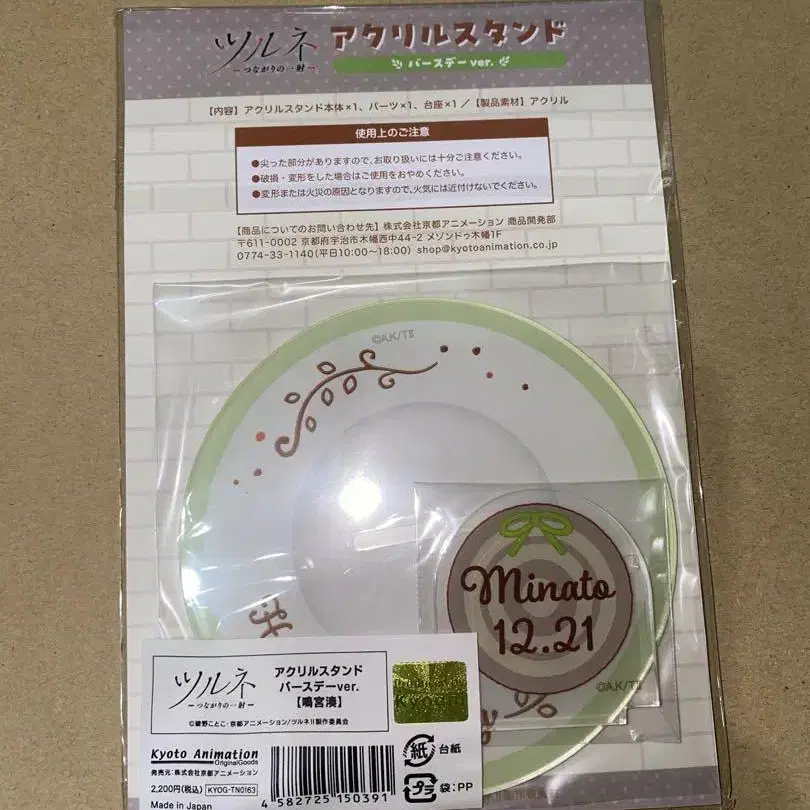 ツルネ
―つながりの一射―
アクリルスタンド
バースデーver.
【内容】アクリルスタンド本体×1、パーツ×1、台座×1／【製品素材】アクリル
使用上のご注意
●尖った部分がありますので、お取り扱いには十分ご注意ください。
●破損・変形をした場合はご使用をおやめください。
●変形または火災の原因となりますので、火気には近付けないでください。
【商品についてのお問い合わせ先】株式会社京都アニメーション 商品開発部
〒611-0002 京都府宇治市木幡西中44-2 メゾンドゥ木幡1F
0774-33-1140(平日10:00～18:00) shop@kyotoanimation.co.jp
©A.K/TⅡ
Minato
12.21
©A.K/TⅡ
ツルネ
―つながりの一射―
アクリルスタンド
バースデーver.
【鳴宮湊】
©綾野ことこ・京都アニメーション/ツルネⅡ製作委員会
Kyoto Animation
OriginalGoods
発売元：株式会社京都アニメーション
2,200円(税込) KYOG-TN0163
Made in Japan
4 582725 150391
紙 台紙
プラ 袋：PP